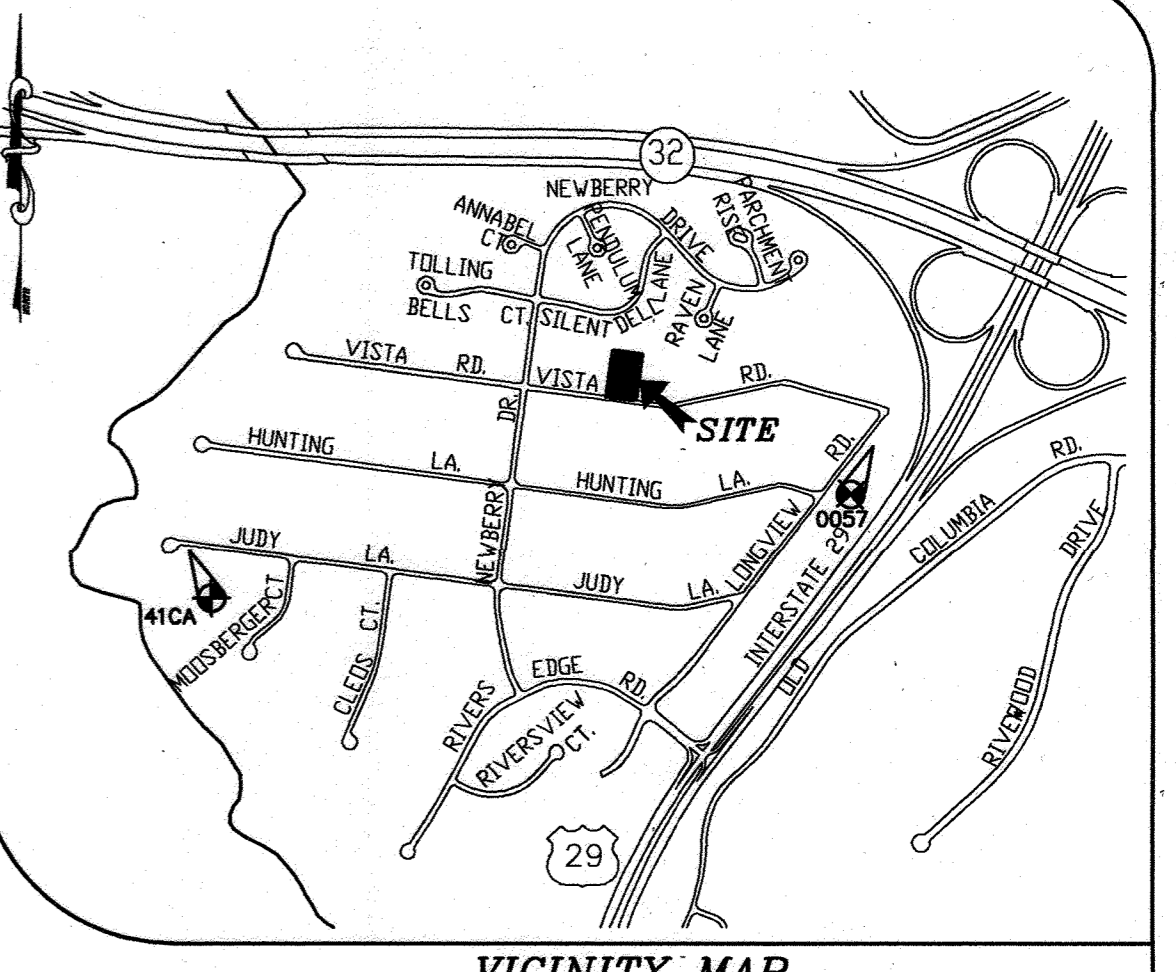 32
NEWBERRY
DRIVE
ANNABEL
CT.
PENDULUM
LANE
PARCHMENT
RISE
TOLLING
BELLS CT.
SILENT DELL LANE
RAVEN
LANE
VISTA RD.
VISTA RD.
SITE
HUNTING LA.
HUNTING LA.
NEWBERRY DR.
LONGVIEW RD.
0057
INTERSTATE 29
OLD COLUMBIA RD.
RIVERWOOD DRIVE
JUDY LA.
JUDY LA.
41CA
MOOSBERGER CT
CLEOS CT.
RIVERS EDGE RD.
RIVERSVIEW CT.
29
VICINITY MAP